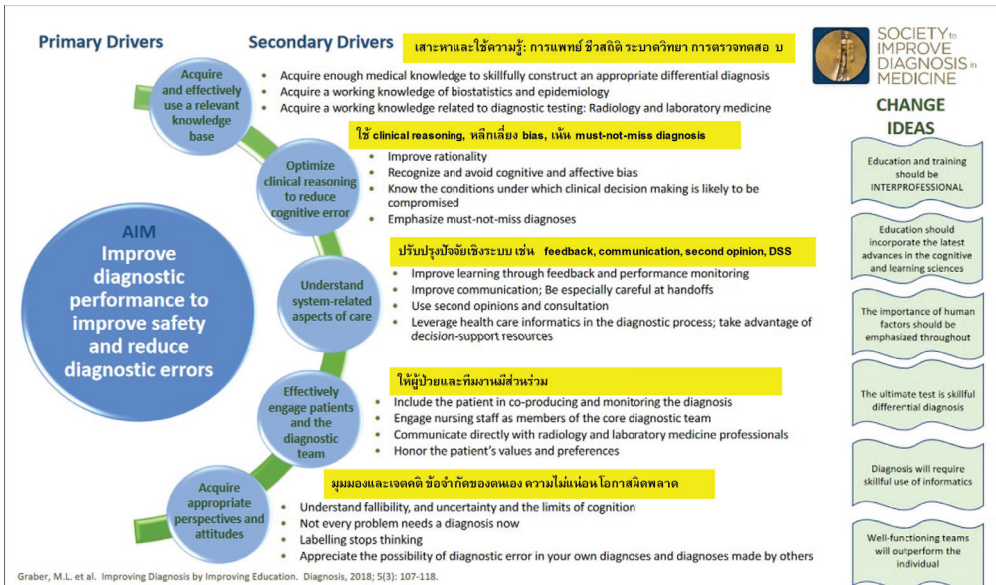 Primary Drivers
Secondary Drivers
เสาะหาและใช้ความรู้: การแพทย์ ชีวสถิติ ระบาดวิทยา การตรวจทดสอ บ
SOCIETY to
IMPROVE
DIAGNOSIS in
MEDICINE
Acquire
and effectively
use a relevant
knowledge
base
• Acquire enough medical knowledge to skillfully construct an appropriate differential diagnosis
• Acquire a working knowledge of biostatistics and epidemiology
• Acquire a working knowledge related to diagnostic testing: Radiology and laboratory medicine
ใช้ clinical reasoning, หลีกเลี่ยง bias, เน้น must-not-miss diagnosis
Optimize
clinical reasoning
to reduce
cognitive error
• Improve rationality
• Recognize and avoid cognitive and affective bias
• Know the conditions under which clinical decision making is likely to be
compromised
• Emphasize must-not-miss diagnoses
AIM
Improve
diagnostic
performance to
improve safety
and reduce
diagnostic errors
ปรับปรุงปัจจัยเชิงระบบ เช่น feedback, communication, second opinion, DSS
Understand
system-related
aspects of care
• Improve learning through feedback and performance monitoring
• Improve communication; Be especially careful at handoffs
• Use second opinions and consultation
• Leverage health care informatics in the diagnostic process; take advantage of
decision-support resources
ให้ผู้ป่วยและทีมงานมีส่วนร่วม
Effectively
engage patients
and the
diagnostic
team
• Include the patient in co-producing and monitoring the diagnosis
• Engage nursing staff as members of the core diagnostic team
• Communicate directly with radiology and laboratory medicine professionals
• Honor the patient's values and preferences
มุมมองและเจตคติ ข้อจำกัดของตนเอง ความไม่แน่อน โอกาสผิดพลาด
Acquire
appropriate
perspectives and
attitudes
• Understand fallibility, and uncertainty and the limits of cognition
• Not every problem needs a diagnosis now
• Labelling stops thinking
• Appreciate the possibility of diagnostic error in your own diagnoses and diagnoses made by others
CHANGE
IDEAS
Education and training
should be
INTERPROFESSIONAL
Education should
incorporate the latest
advances in the cognitive
and learning sciences
The importance of human
factors should be
emphasized throughout
The ultimate test is skillful
differential diagnosis
Diagnosis will require
skillful use of informatics
Well-functioning teams
will outperform the
individual
Graber, M.L. et al. Improving Diagnosis by Improving Education. Diagnosis, 2018; 5(3): 107-118.